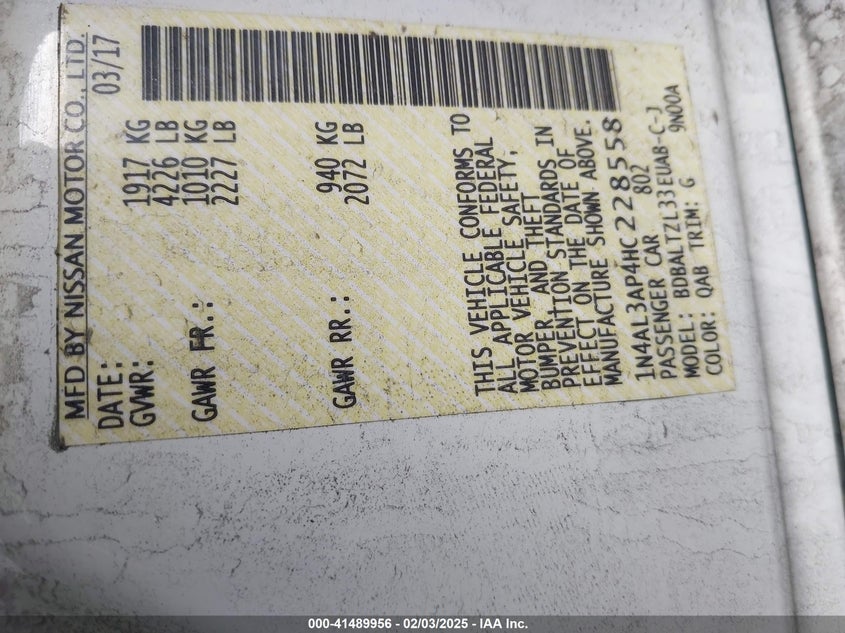 MFD BY NISSAN MOTOR CO., LTD.
DATE: 03/17
GVWR: 1917 KG
4226 LB
GAWR FR.: 1010 KG
2227 LB
GAWR RR.: 940 KG
2072 LB
THIS VEHICLE CONFORMS TO
ALL APPLICABLE FEDERAL
MOTOR VEHICLE SAFETY,
BUMPER, AND THEFT
PREVENTION STANDARDS IN
EFFECT ON THE DATE OF
MANUFACTURE SHOWN ABOVE.
1N4AL3AP4HC228558
PASSENGER CAR 802
MODEL: BDBALTZL33EUAB-C-J
COLOR: QAB TRIM: G 9N00A
000-41489956 - 02/03/2025 - IAA Inc.